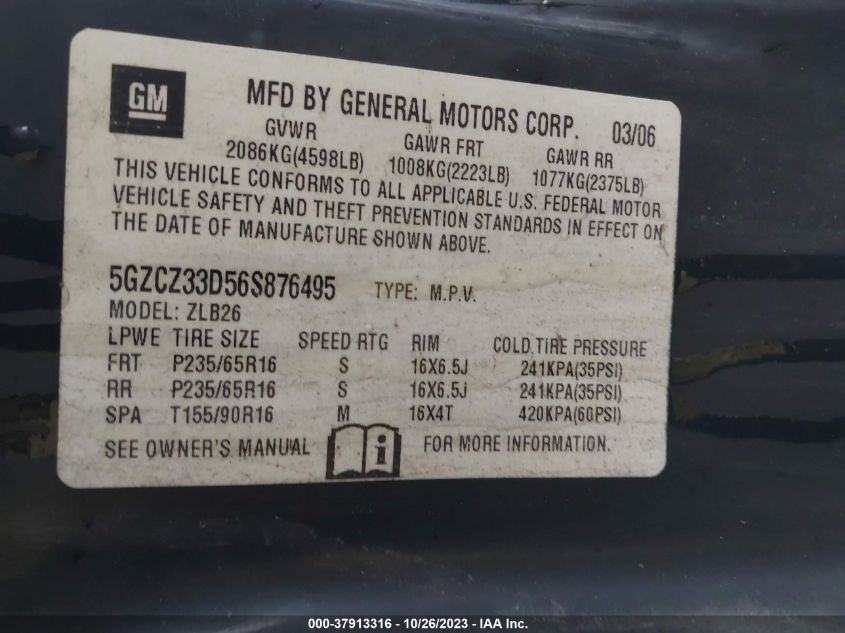 GM
MFD BY GENERAL MOTORS CORP. 03/06
GVWR GAWR FRT GAWR RR
2086KG(4598LB) 1008KG(2223LB) 1077KG(2375LB)
THIS VEHICLE CONFORMS TO ALL APPLICABLE U.S. FEDERAL MOTOR
VEHICLE SAFETY AND THEFT PREVENTION STANDARDS IN EFFECT ON
THE DATE OF MANUFACTURE SHOWN ABOVE.
5GZCZ33D56S876495 TYPE: M.P.V.
MODEL: ZLB26
LPWE TIRE SIZE SPEED RTG RIM COLD TIRE PRESSURE
FRT P235/65R16 S 16X6.5J 241KPA(35PSI)
RR P235/65R16 S 16X6.5J 241KPA(35PSI)
SPA T155/90R16 M 16X4T 420KPA(60PSI)
SEE OWNER'S MANUAL i FOR MORE INFORMATION.
000-37913316 - 10/26/2023 - IAA Inc.